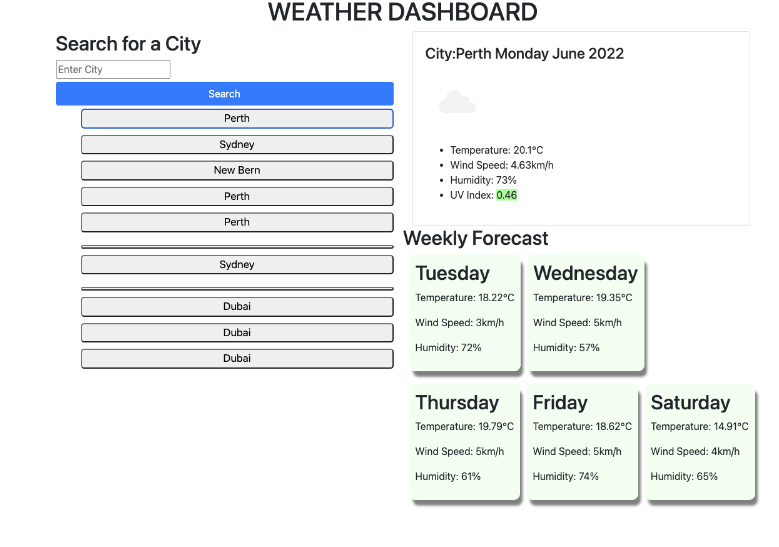 WEATHER DASHBOARD
Search for a City
Enter City
Search
Perth
Sydney
New Bern
Perth
Perth
Sydney
Dubai
Dubai
Dubai
City:Perth Monday June 2022
• Temperature: 20.1°C
• Wind Speed: 4.63km/h
• Humidity: 73%
• UV Index: 0.46
Weekly Forecast
Tuesday
Temperature: 18.22°C
Wind Speed: 3km/h
Humidity: 72%
Wednesday
Temperature: 19.35°C
Wind Speed: 5km/h
Humidity: 57%
Thursday
Temperature: 19.79°C
Wind Speed: 5km/h
Humidity: 61%
Friday
Temperature: 18.62°C
Wind Speed: 5km/h
Humidity: 74%
Saturday
Temperature: 14.91°C
Wind Speed: 4km/h
Humidity: 65%